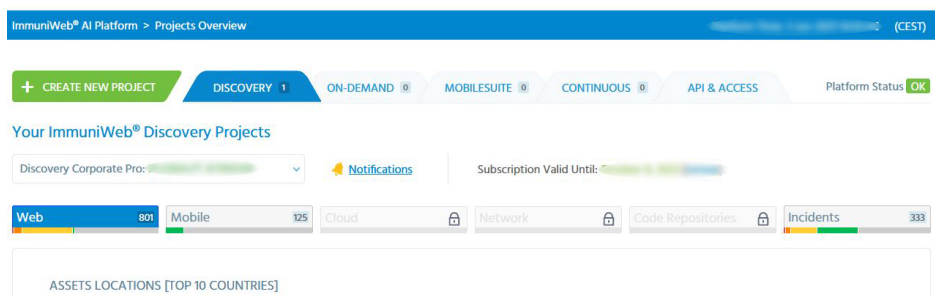 ImmuniWeb® AI Platform > Projects Overview (CEST)
+ CREATE NEW PROJECT DISCOVERY 1 ON-DEMAND 0 MOBILESUITE 0 CONTINUOUS 0 API & ACCESS Platform Status OK
Your ImmuniWeb® Discovery Projects
Discovery Corporate Pro: Notifications Subscription Valid Until:
Web 801 Mobile 125 Cloud Network Code Repositories Incidents 333
ASSETS LOCATIONS [TOP 10 COUNTRIES]